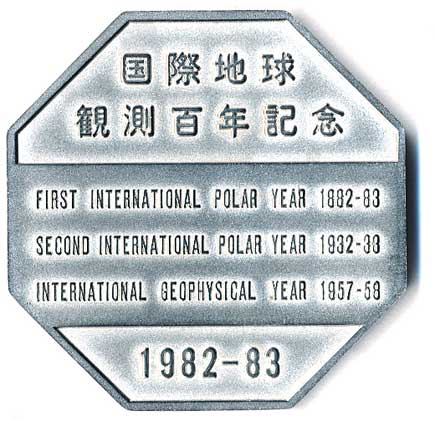 国際地球
観測百年記念
FIRST INTERNATIONAL POLAR YEAR 1882-83
SECOND INTERNATIONAL POLAR YEAR 1932-33
INTERNATIONAL GEOPHYSICAL YEAR 1957-58
1982-83